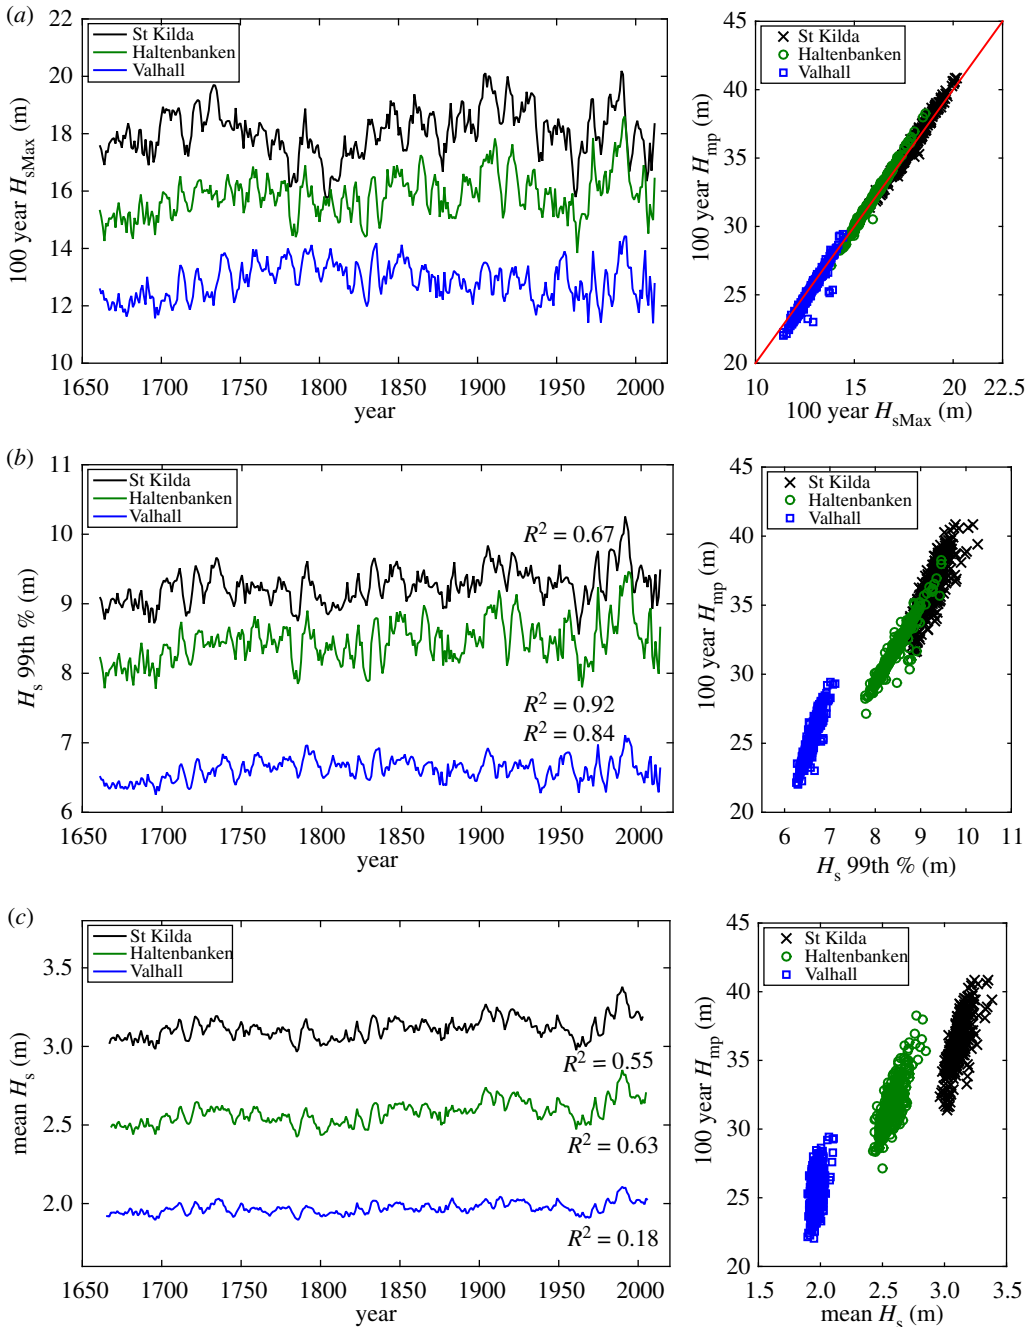 (a)
22
20
18
16
14
12
10
100 year HsMax (m)
St Kilda
Haltenbanken
Valhall
1650 1700 1750 1800 1850 1900 1950 2000
year
45
40
35
30
25
20
100 year Hmp (m)
St Kilda
Haltenbanken
Valhall
10 15 20 22.5
100 year HsMax (m)
(b)
11
10
9
8
7
6
Hs 99th % (m)
St Kilda
Haltenbanken
Valhall
R2 = 0.67
R2 = 0.92
R2 = 0.84
1650 1700 1750 1800 1850 1900 1950 2000
year
45
40
35
30
25
20
100 year Hmp (m)
St Kilda
Haltenbanken
Valhall
6 7 8 9 10 11
Hs 99th % (m)
(c)
3.5
3.0
2.5
2.0
mean Hs (m)
St Kilda
Haltenbanken
Valhall
R2 = 0.55
R2 = 0.63
R2 = 0.18
1650 1700 1750 1800 1850 1900 1950 2000
year
45
40
35
30
25
20
100 year Hmp (m)
St Kilda
Haltenbanken
Valhall
1.5 2.0 2.5 3.0 3.5
mean Hs (m)